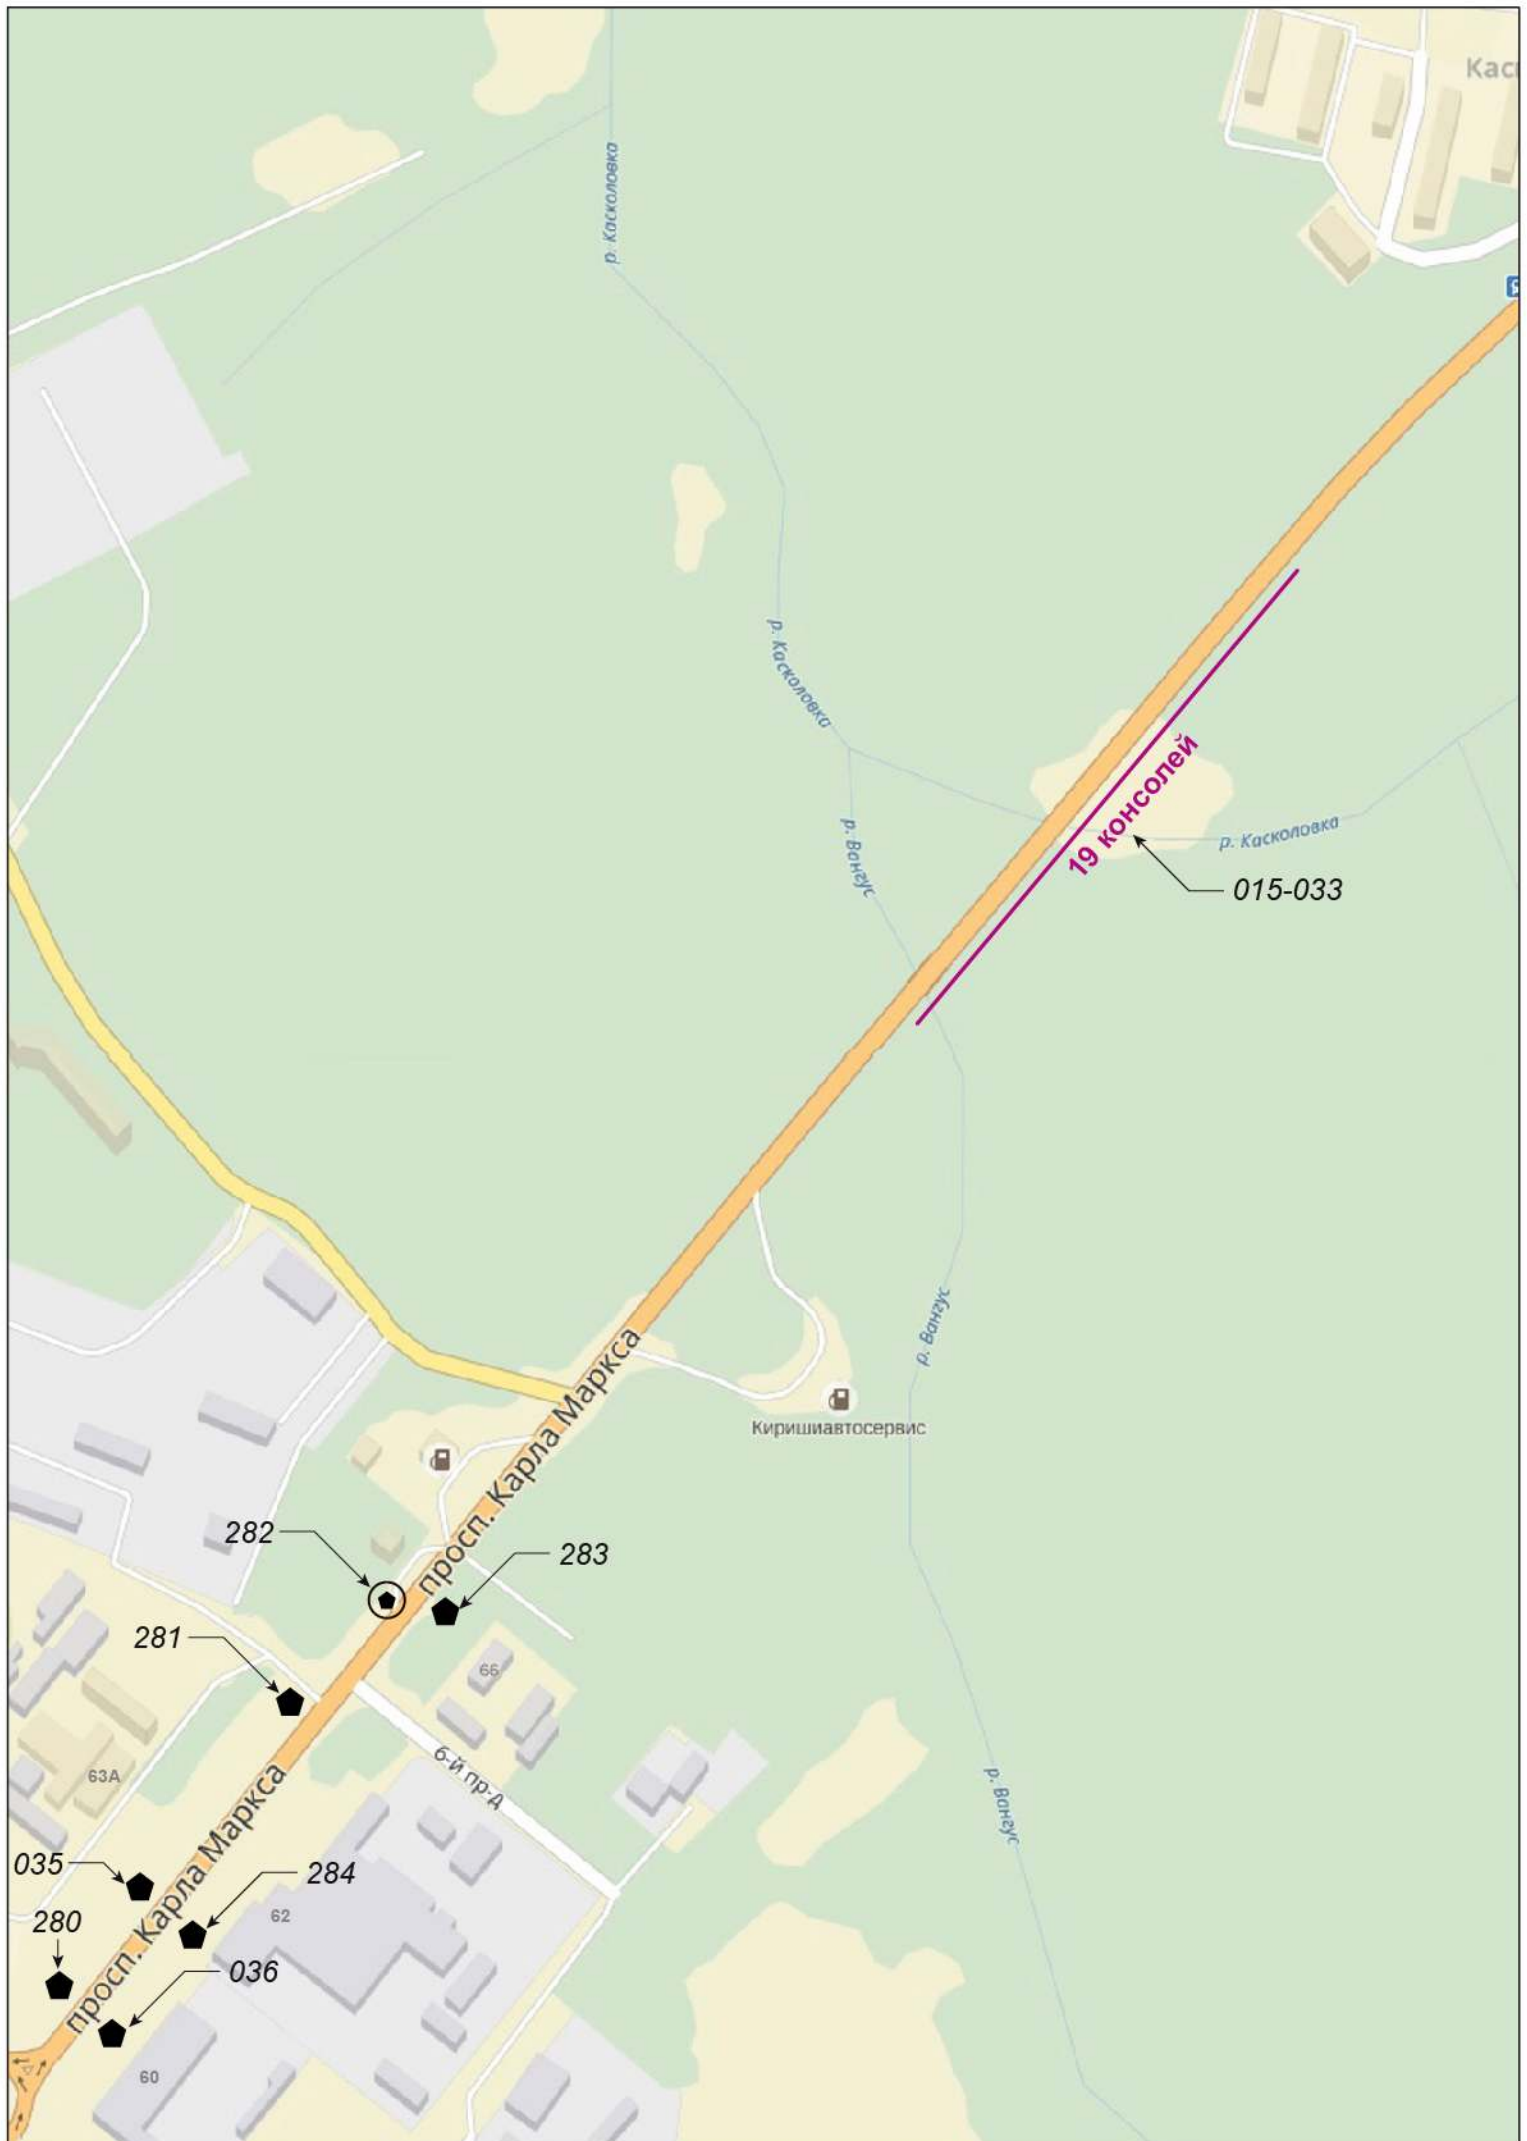 Кас
р. Касколовка
р. Касколовка
19 консолей
р. Вангус
р. Касколовка
015-033
р. Вангус
просп. Карла Маркса
Киришиавтосервис
282
283
281
66
6-й пр-д
63А
просп. Карла Маркса
р. Вангус
035
284
280
62
036
60